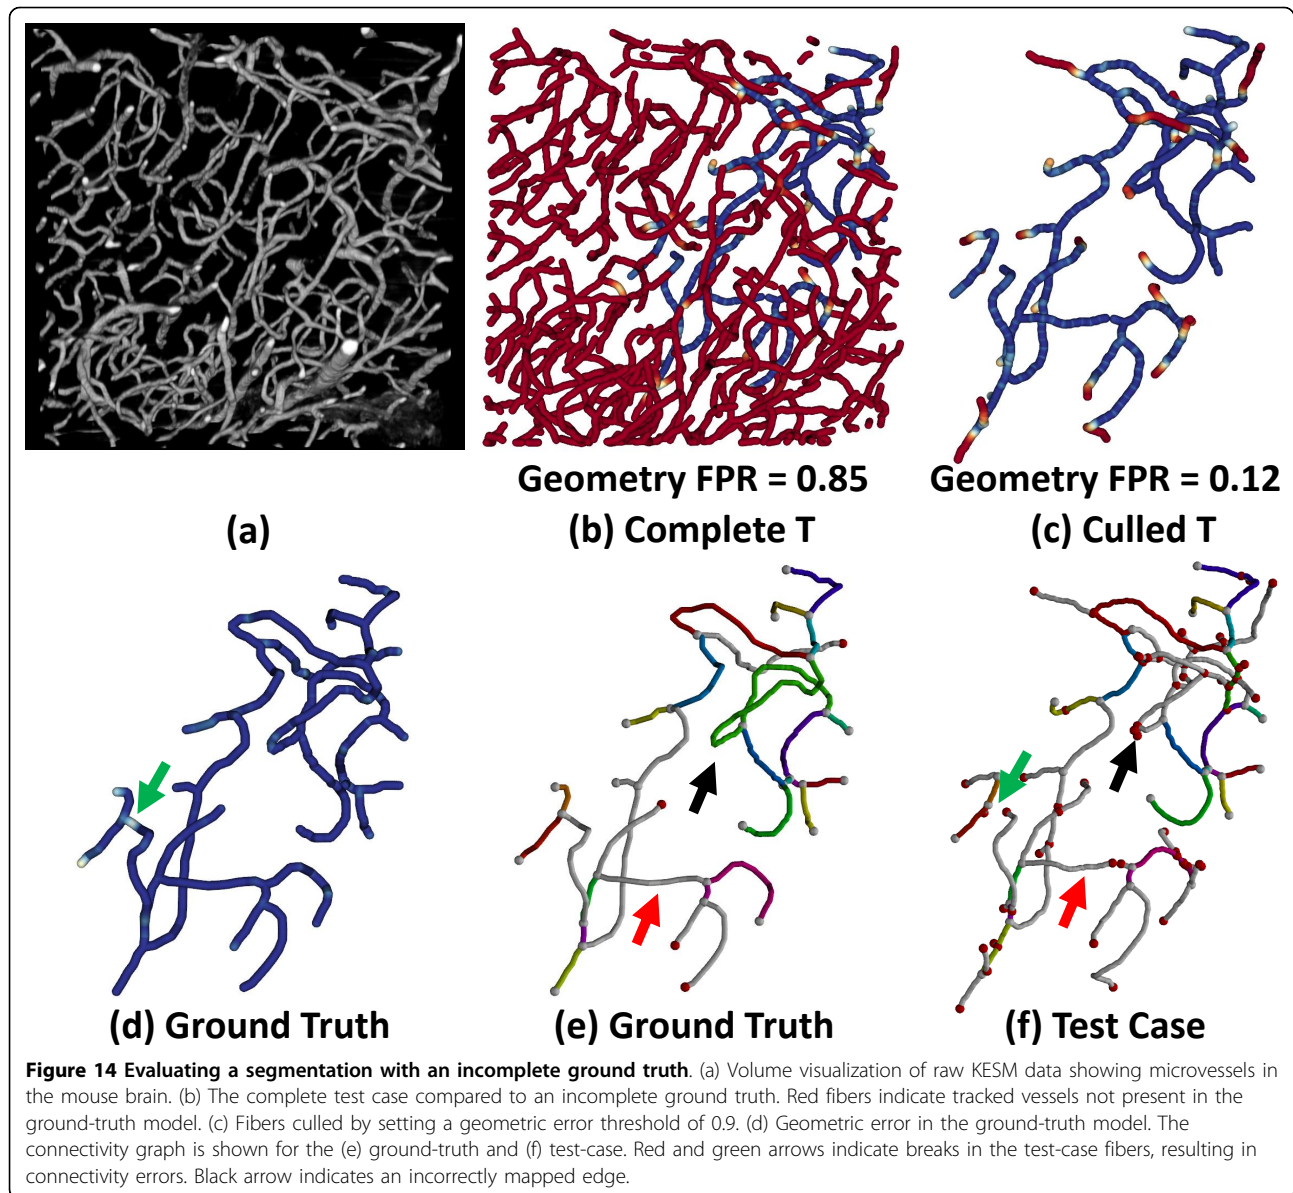 Geometry FPR = 0.85
Geometry FPR = 0.12
(a)
(b) Complete T
(c) Culled T
(d) Ground Truth
(e) Ground Truth
(f) Test Case
Figure 14 Evaluating a segmentation with an incomplete ground truth. (a) Volume visualization of raw KESM data showing microvessels in
the mouse brain. (b) The complete test case compared to an incomplete ground truth. Red fibers indicate tracked vessels not present in the
ground-truth model. (c) Fibers culled by setting a geometric error threshold of 0.9. (d) Geometric error in the ground-truth model. The
connectivity graph is shown for the (e) ground-truth and (f) test-case. Red and green arrows indicate breaks in the test-case fibers, resulting in
connectivity errors. Black arrow indicates an incorrectly mapped edge.